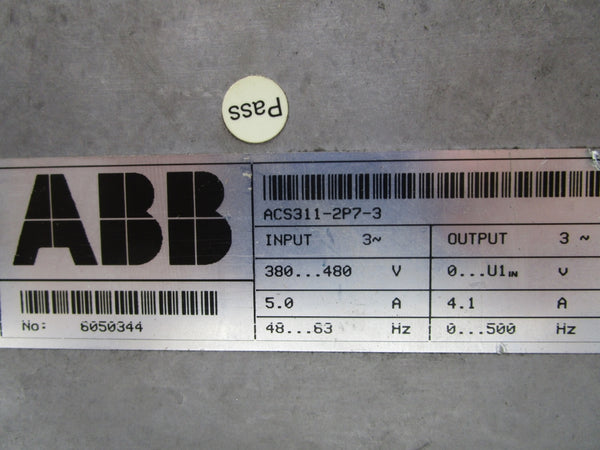 Pass
ABB
No: 6050344
ACS311-2P7-3
INPUT 3~ OUTPUT 3 ~
380...480 V 0...U1IN V
5.0 A 4.1 A
48...63 Hz 0...500 Hz